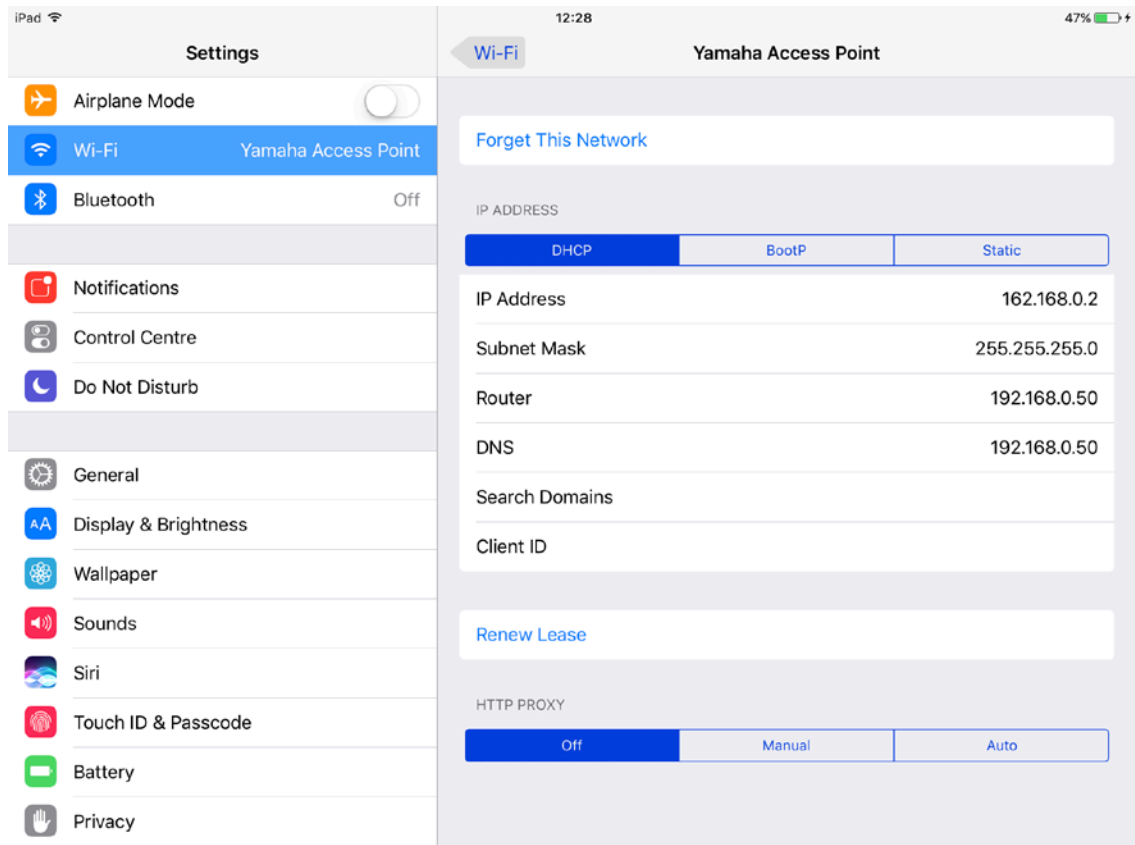 iPad 12:28 47%
Settings
Airplane Mode
Wi-Fi Yamaha Access Point
Bluetooth Off
Notifications
Control Centre
Do Not Disturb
General
AA Display & Brightness
Wallpaper
Sounds
Siri
Touch ID & Passcode
Battery
Privacy
Wi-Fi Yamaha Access Point
Forget This Network
IP ADDRESS
DHCP BootP Static
IP Address 162.168.0.2
Subnet Mask 255.255.255.0
Router 192.168.0.50
DNS 192.168.0.50
Search Domains
Client ID
Renew Lease
HTTP PROXY
Off Manual Auto